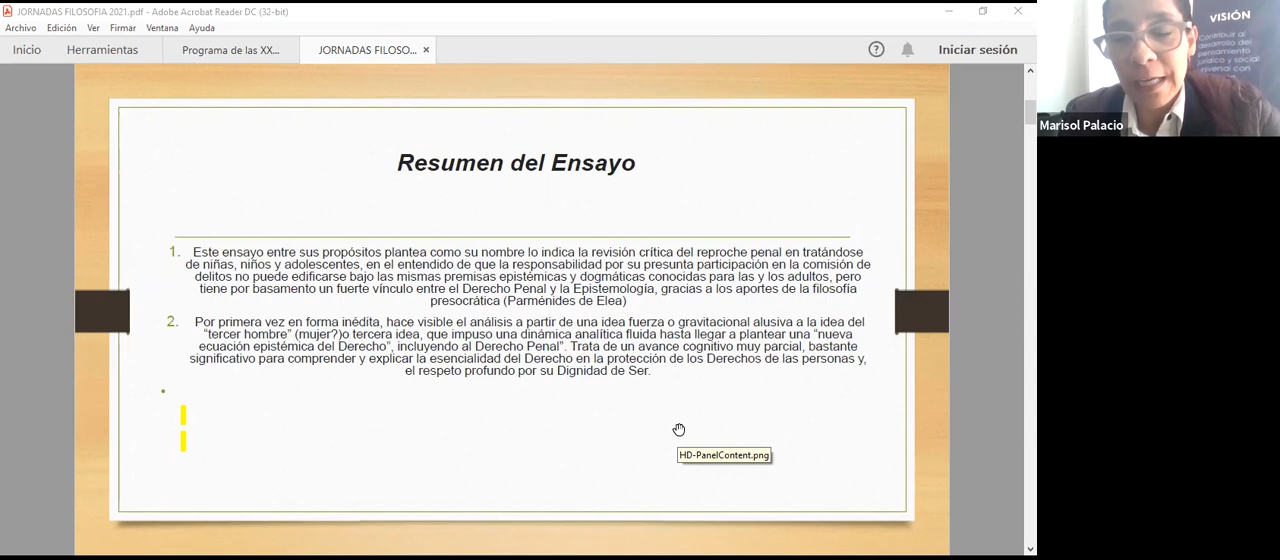 JORNADAS FILOSOFIA 2021.pdf - Adobe Acrobat Reader DC (32-bit)
Archivo Edición Ver Firmar Ventana Ayuda
Inicio Herramientas Programa de las XX... JORNADAS FILOSO... × ? Iniciar sesión
Resumen del Ensayo
1. Este ensayo entre sus propósitos plantea como su nombre lo indica la revisión crítica del reproche penal en tratándose
de niñas, niños y adolescentes, en el entendido de que la responsabilidad por su presunta participación en la comisión de
delitos no puede edificarse bajo las mismas premisas epistémicas y dogmáticas conocidas para las y los adultos, pero
tiene por basamento un fuerte vínculo entre el Derecho Penal y la Epistemología, gracias a los aportes de la filosofía
presocrática (Parménides de Elea)
2. Por primera vez en forma inédita, hace visible el análisis a partir de una idea fuerza o gravitacional alusiva a la idea del
"tercer hombre" (mujer?)o tercera idea, que impuso una dinámica analítica fluida hasta llegar a plantear una "nueva
ecuación epistémica del Derecho", incluyendo al Derecho Penal". Trata de un avance cognitivo muy parcial, bastante
significativo para comprender y explicar la esencialidad del Derecho en la protección de los Derechos de las personas y,
el respeto profundo por su Dignidad de Ser.
HD-PanelContent.png
VISIÓN
Contribuir al
desarrollo del
pensamiento
jurídico y social
universal con
Marisol Palacio